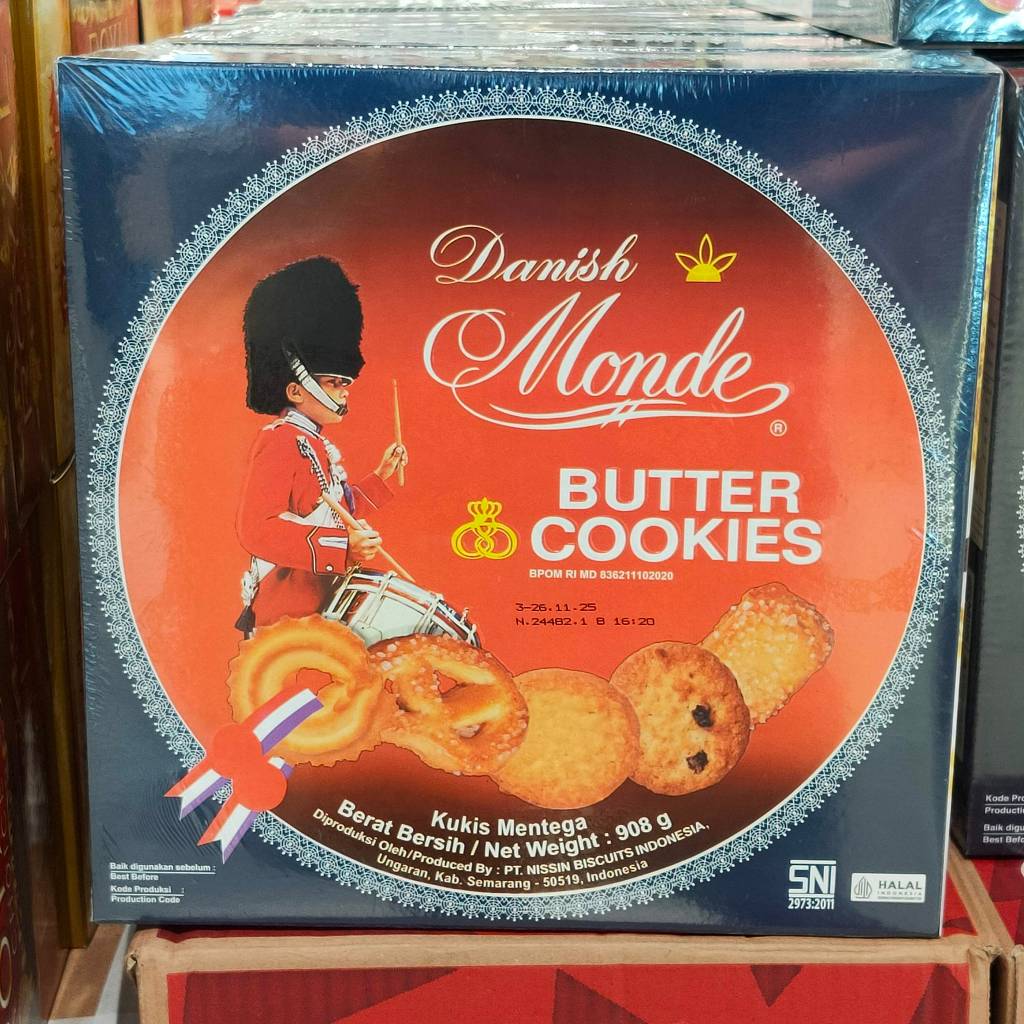 Danish
Monde
®
BUTTER
COOKIES
BPOM RI MD 836211102020
3-26.11.25
N.24482.1 B 16:20
Kukis Mentega
Berat Bersih / Net Weight : 908 g
Diproduksi Oleh/Produced By : PT. NISSIN BISCUITS INDONESIA,
Ungaran, Kab. Semarang - 50519, Indonesia
Baik digunakan sebelum :
Best Before
Kode Produksi :
Production Code
SNI
2973:2011
HALAL
INDONESIA